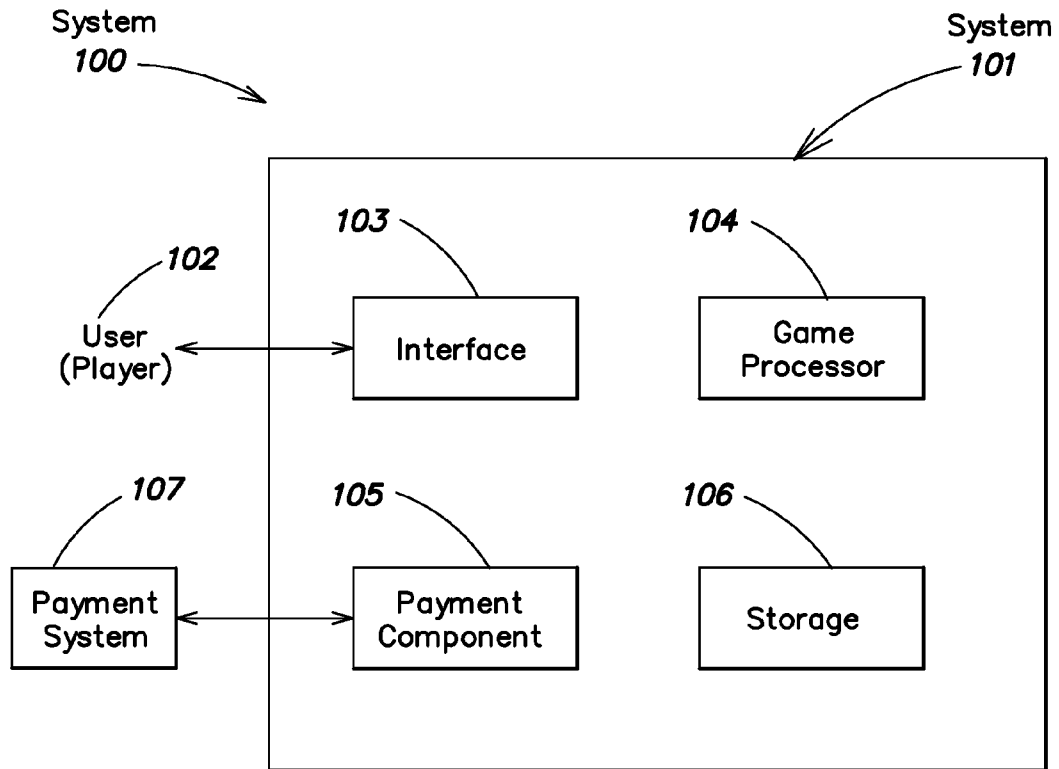 System
100
System
101
103
104
102
User
(Player)
Interface
Game
Processor
107
105
106
Payment
System
Payment
Component
Storage